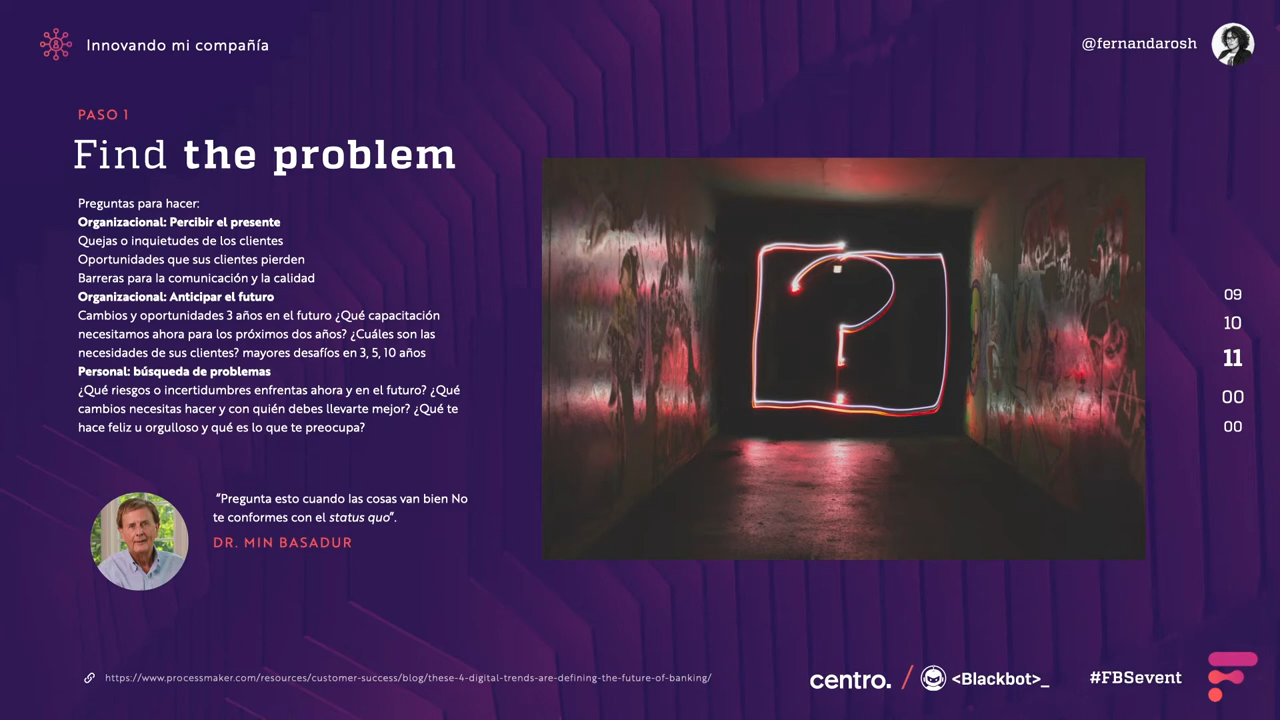 Innovando mi compañía
@fernandarosh
PASO 1
Find the problem
Preguntas para hacer:
Organizacional: Percibir el presente
Quejas o inquietudes de los clientes
Oportunidades que sus clientes pierden
Barreras para la comunicación y la calidad
Organizacional: Anticipar el futuro
Cambios y oportunidades 3 años en el futuro ¿Qué capacitación
necesitamos ahora para los próximos dos años? ¿Cuáles son las
necesidades de sus clientes? mayores desafíos en 3, 5, 10 años
Personal: búsqueda de problemas
¿Qué riesgos o incertidumbres enfrentas ahora y en el futuro? ¿Qué
cambios necesitas hacer y con quién debes llevarte mejor? ¿Qué te
hace feliz u orgulloso y qué es lo que te preocupa?
"Pregunta esto cuando las cosas van bien No
te conformes con el status quo".
DR. MIN BASADUR
?
09
10
11
00
00
https://www.processmaker.com/resources/customer-success/blog/these-4-digital-trends-are-defining-the-future-of-banking/
centro. / <Blackbot>_
#FBSevent